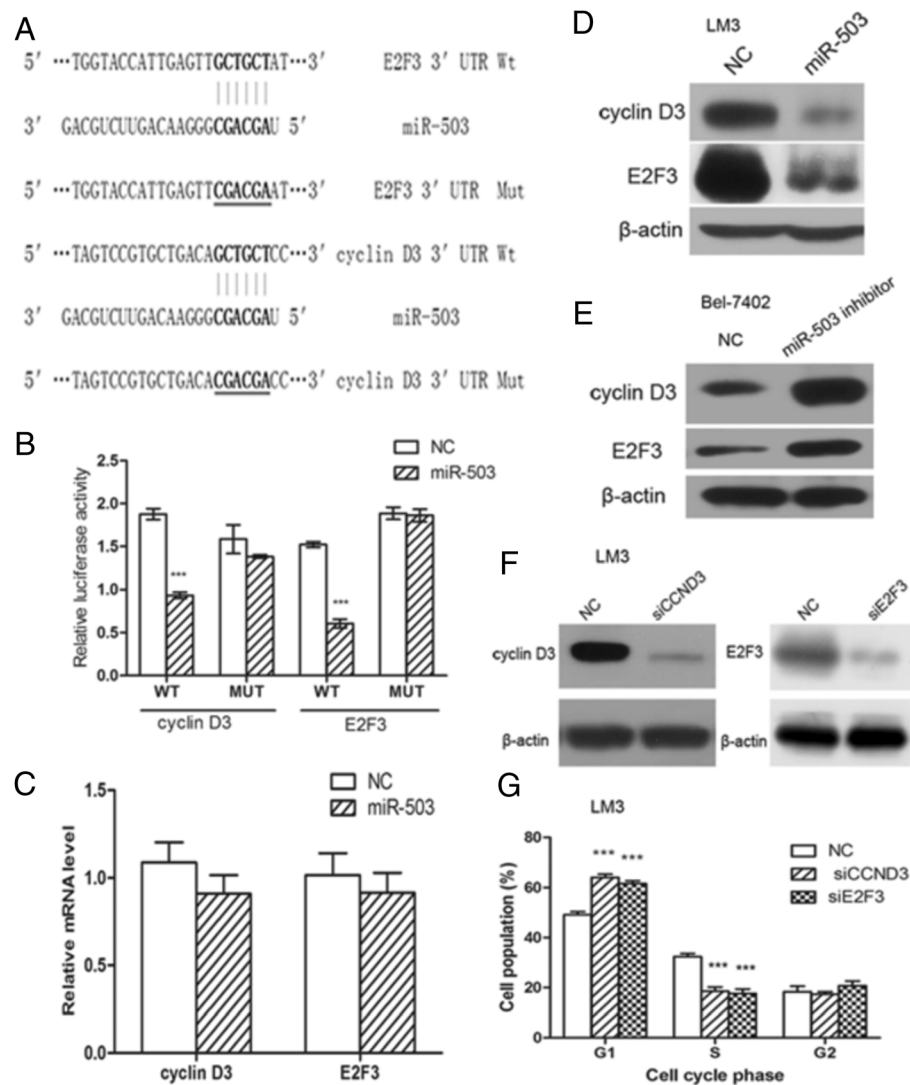 A
5′ ···TGGTACCATTGAGTTGCTGCTAT···3′ E2F3 3′ UTR Wt
3′ GACGUCUUGACAAGGGCGACGAU 5′ miR-503
5′ ···TGGTACCATTGAGTTCGACGAAT···3′ E2F3 3′ UTR Mut
5′ ···TAGTCCGTGCTGACAGCTGCTCC···3′ cyclin D3 3′ UTR Wt
3′ GACGUCUUGACAAGGGCGACGAU 5′ miR-503
5′ ···TAGTCCGTGCTGACACGACGACC···3′ cyclin D3 3′ UTR Mut
B
NC
miR-503
Relative luciferase activity
2.5
2.0
1.5
1.0
0.5
0.0
***
***
WT MUT WT MUT
cyclin D3 E2F3
C
NC
miR-503
Relative mRNA level
1.5
1.0
0.5
0.0
cyclin D3 E2F3
D
LM3
NC miR-503
cyclin D3
E2F3
β-actin
E
Bel-7402
NC miR-503 inhibitor
cyclin D3
E2F3
β-actin
F
LM3
NC siCCND3
cyclin D3
β-actin
NC siE2F3
E2F3
β-actin
G
LM3
NC
siCCND3
siE2F3
Cell population (%)
80
60
40
20
0
*** ***
*** ***
G1 S G2
Cell cycle phase